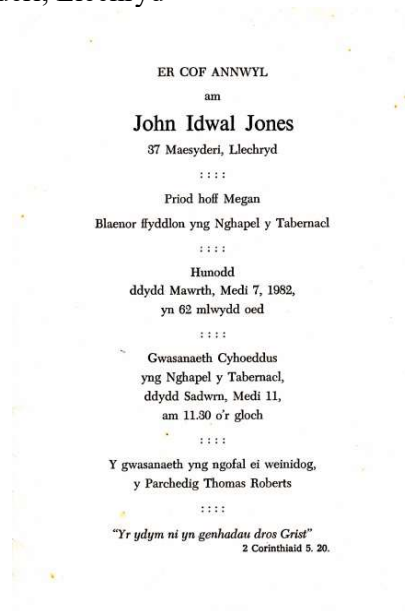 ER COF ANNWYL
am
John Idwal Jones
37 Maesyderi, Llechryd
: : : :
Priod hoff Megan
Blaenor ffyddlon yng Nghapel y Tabernacl
: : : :
Hunodd
ddydd Mawrth, Medi 7, 1982,
yn 62 mlwydd oed
: : : :
Gwasanaeth Cyhoeddus
yng Nghapel y Tabernacl,
ddydd Sadwrn, Medi 11,
am 11.30 o'r gloch
: : : :
Y gwasanaeth yng ngofal ei weinidog,
y Parchedig Thomas Roberts
: : : :
"Yr ydym ni yn genhadau dros Grist"
2 Corinthiaid 5. 20.